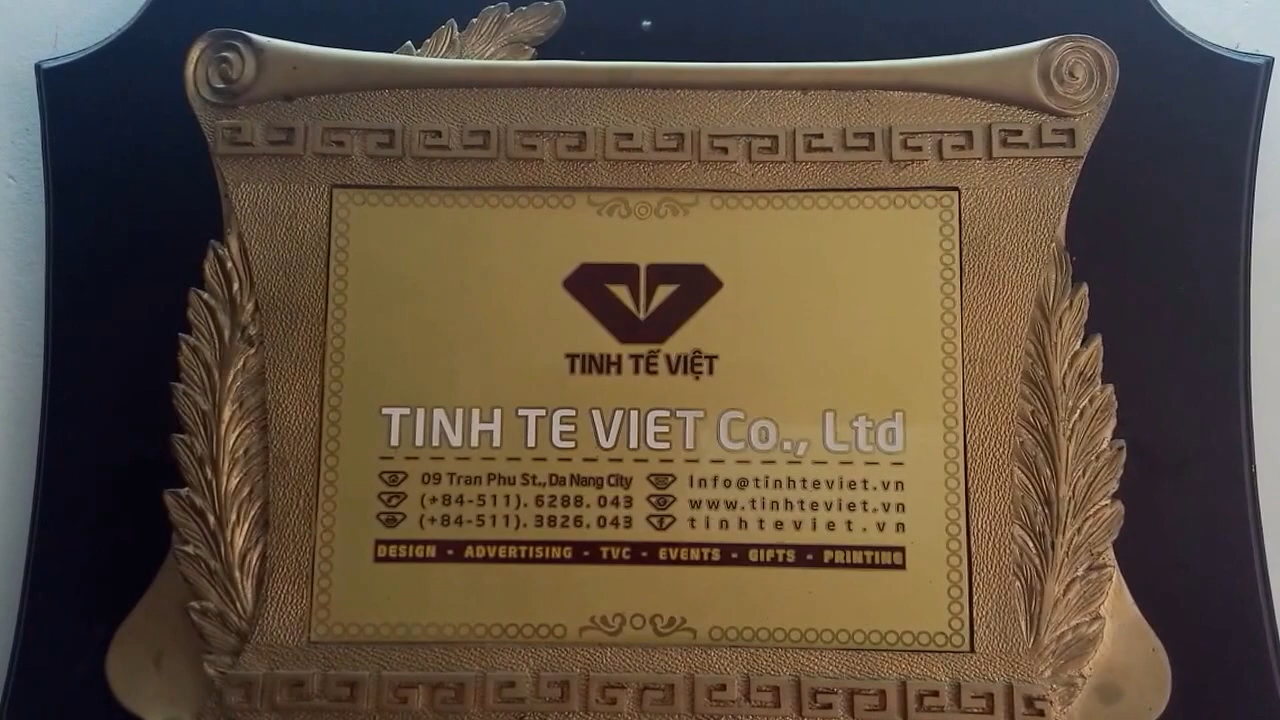 TINH TẾ VIỆT
TINH TE VIET Co., Ltd
09 Tran Phu St., Da Nang City
Info@tinhteviet.vn
(+84-511). 6288. 043
www.tinhteviet.vn
(+84-511). 3826. 043
tinhteviet.vn
DESIGN - ADVERTISING - TVC - EVENTS - GIFTS - PRINTING